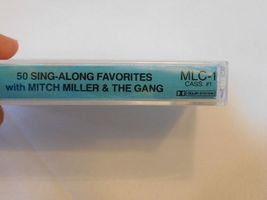 50 SING-ALONG FAVORITES
with MITCH MILLER & THE GANG
MLC-1
CASS. #1